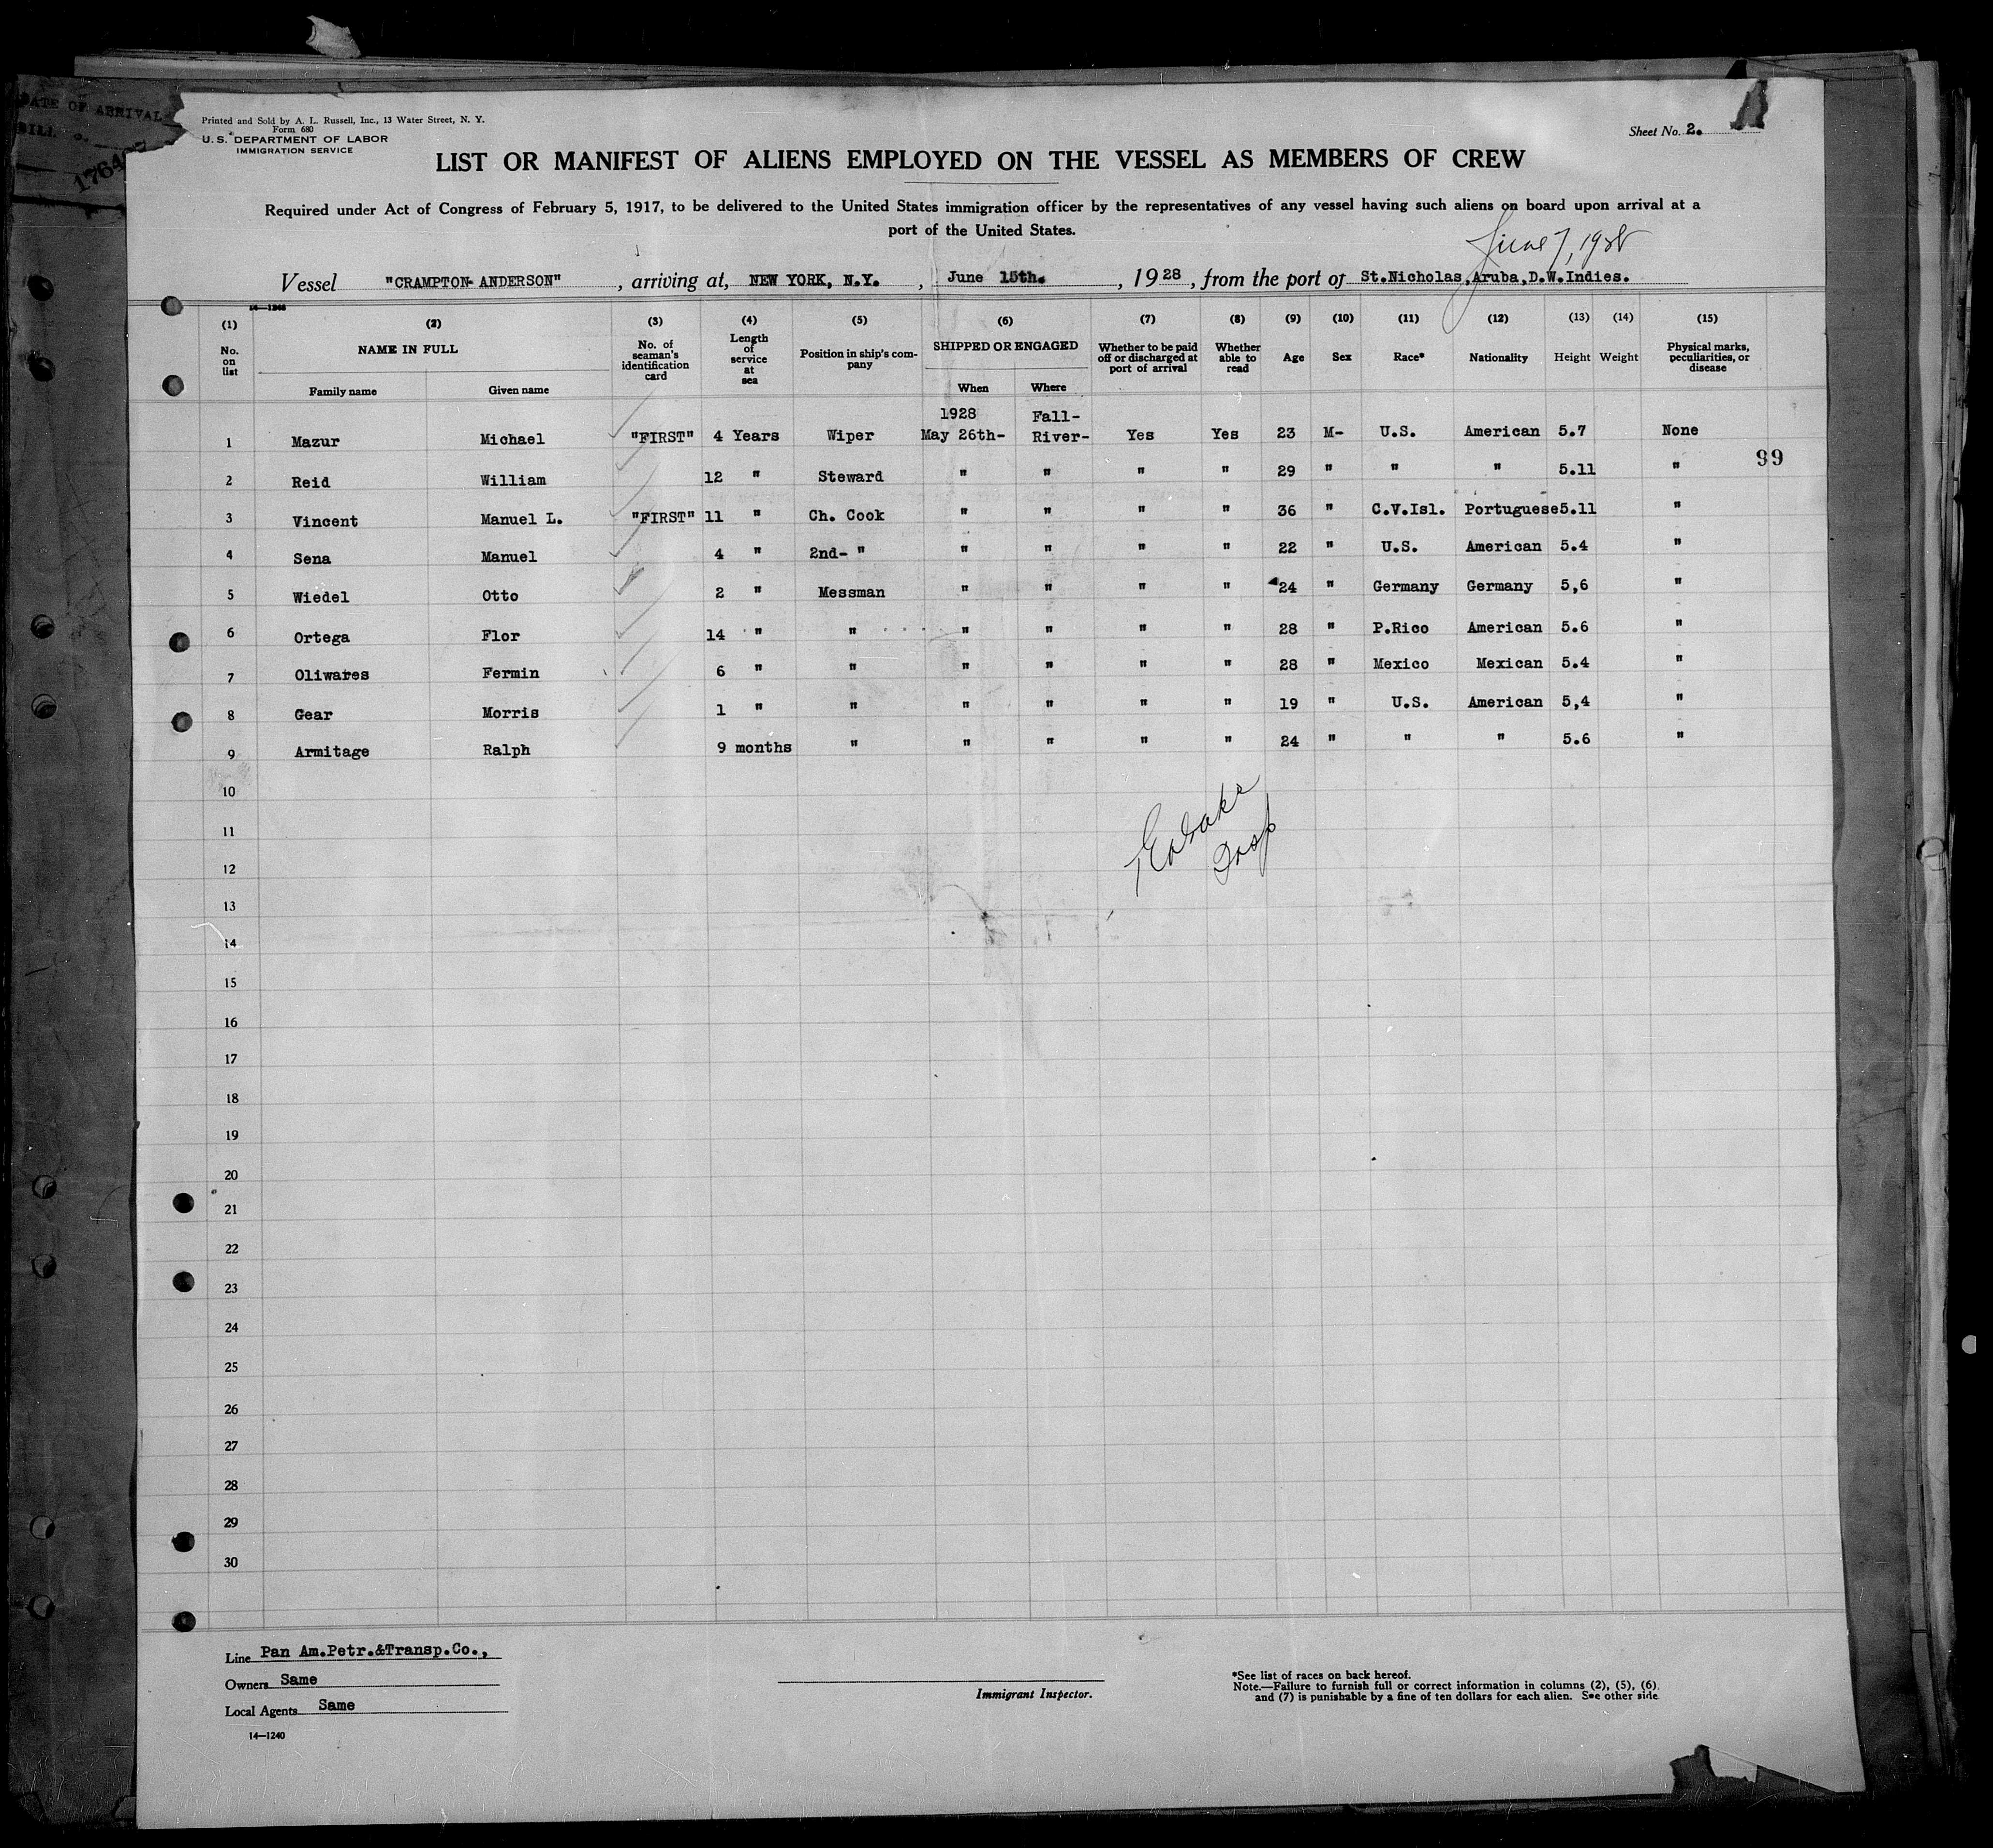 DATE OF ARRIVAL
Printed and Sold by A. L. Russell, Inc., 13 Water Street, N. Y.
Form 680
U. S. DEPARTMENT OF LABOR
IMMIGRATION SERVICE
Sheet No. 2.
LIST OR MANIFEST OF ALIENS EMPLOYED ON THE VESSEL AS MEMBERS OF CREW
Required under Act of Congress of February 5, 1917, to be delivered to the United States immigration officer by the representatives of any vessel having such aliens on board upon arrival at a
port of the United States.
June 7, 1928
Vessel "CRAMPTON-ANDERSON" , arriving at, NEW YORK, N.Y. , June 15th. , 1928 , from the port of St.Nicholas,Aruba,D.W.Indies.
(1) (2) (3) (4) (5) (6) (7) (8) (9) (10) (11) (12) (13) (14) (15)
No. on list NAME IN FULL Family name Given name No. of seaman's identification card Length of service at sea Position in ship's company SHIPPED OR ENGAGED When Where Whether to be paid off or discharged at port of arrival Whether able to read Age Sex Race* Nationality Height Weight Physical marks, peculiarities, or disease
1928 Fall-
1 Mazur Michael "FIRST" 4 Years Wiper May 26th- River- Yes Yes 23 M- U.S. American 5.7 None
99
2 Reid William 12 " Steward " " " " 29 " " " 5.11 "
3 Vincent Manuel L. "FIRST" 11 " Ch. Cook " " " " 36 " C.V.Isl. Portuguese 5.11 "
4 Sena Manuel 4 " 2nd- " " " " " 22 " U.S. American 5.4 "
5 Wiedel Otto 2 " Messman " " " " 24 " Germany Germany 5,6 "
6 Ortega Flor 14 " " " " " " 28 " P.Rico American 5.6 "
7 Oliwares Fermin 6 " " " " " " 28 " Mexico Mexican 5.4 "
8 Gear Morris 1 " " " " " " 19 " U.S. American 5,4 "
9 Armitage Ralph 9 months " " " " " 24 " " " 5.6 "
10
11
12
13
14
15
16
17
18
19
20
21
22
23
24
25
26
27
28
29
30
Line Pan Am.Petr.&Transp.Co.,
Owners Same
Local Agents Same
14—1240
Immigrant Inspector.
*See list of races on back hereof.
Note.—Failure to furnish full or correct information in columns (2), (5), (6)
and (7) is punishable by a fine of ten dollars for each alien. See other side